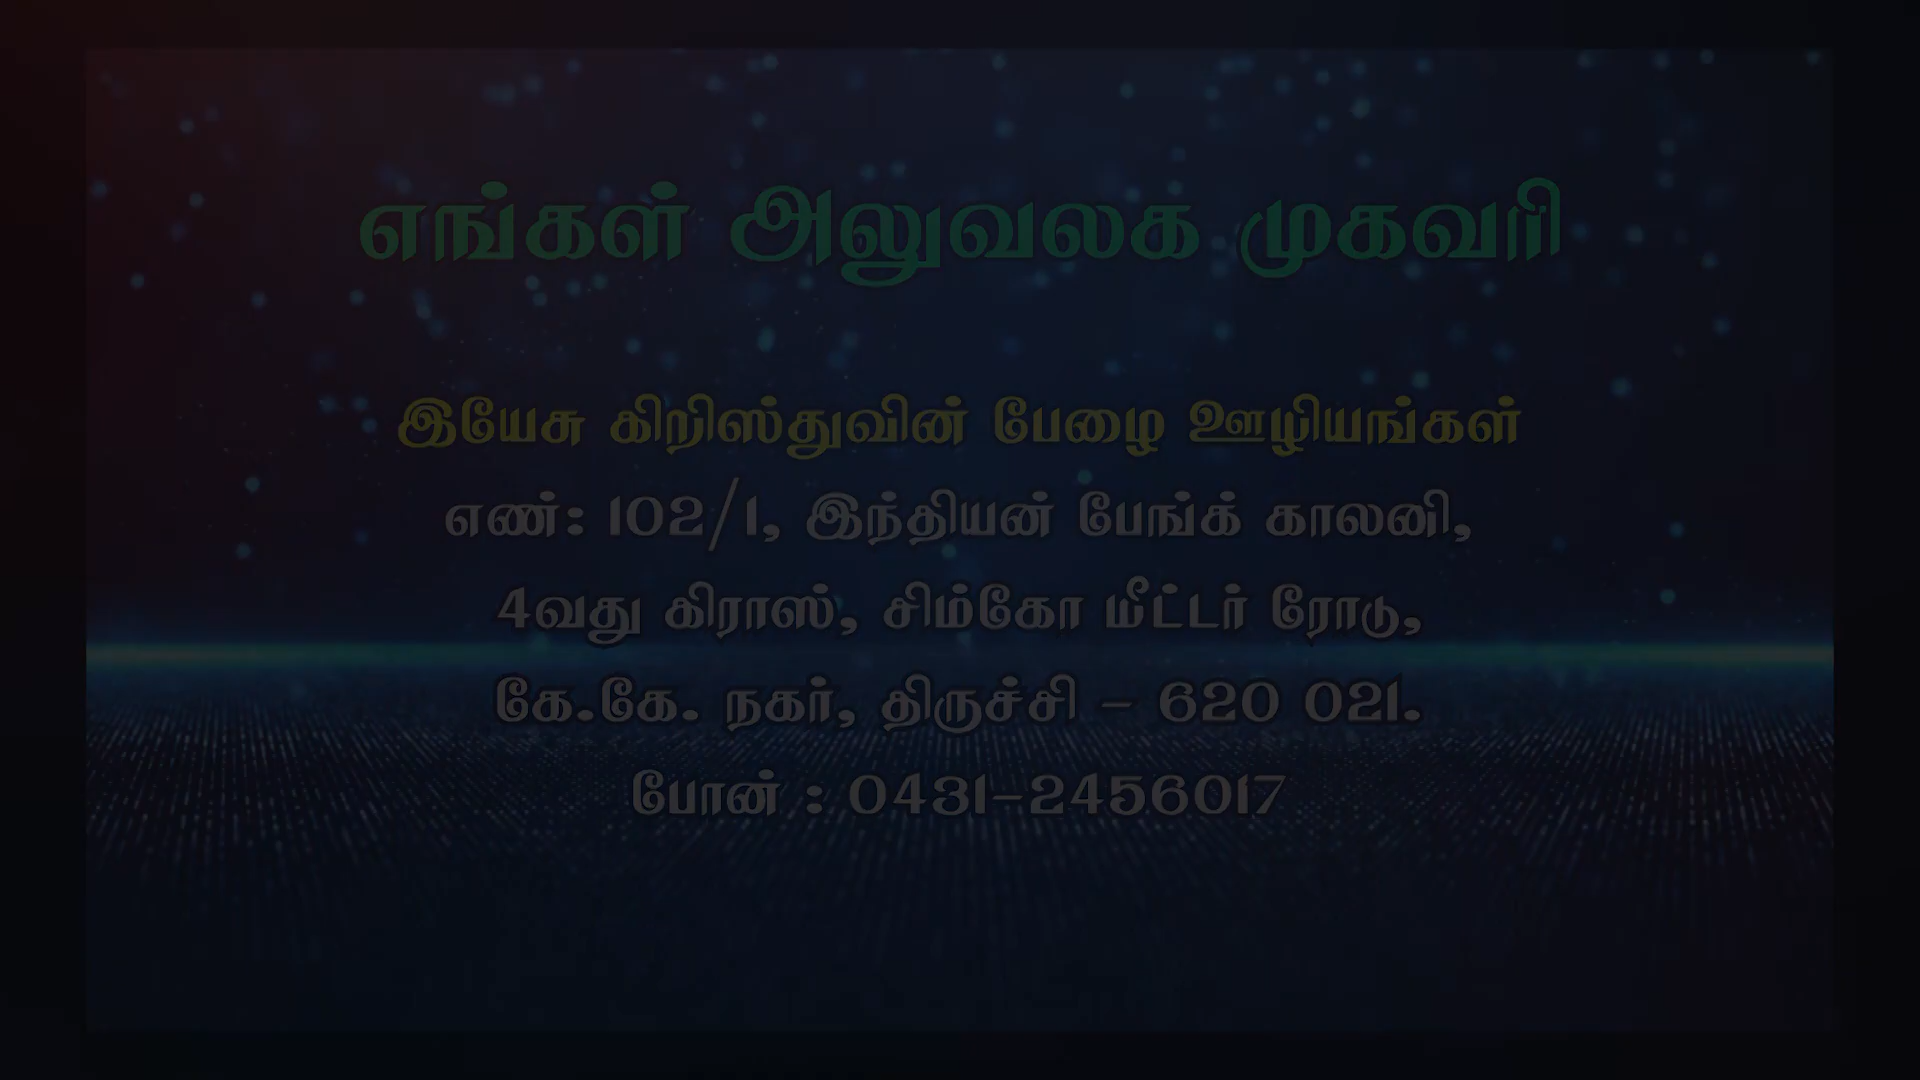 எங்கள் அலுவலக முகவரி
இயேசு கிறிஸ்துவின் பேழை ஊழியங்கள்
எண்: 102/1, இந்தியன் பேங்க் காலனி,
4வது கிராஸ், சிம்கோ மீட்டர் ரோடு,
கே.கே. நகர், திருச்சி - 620 021.
போன் : 0431-2456017